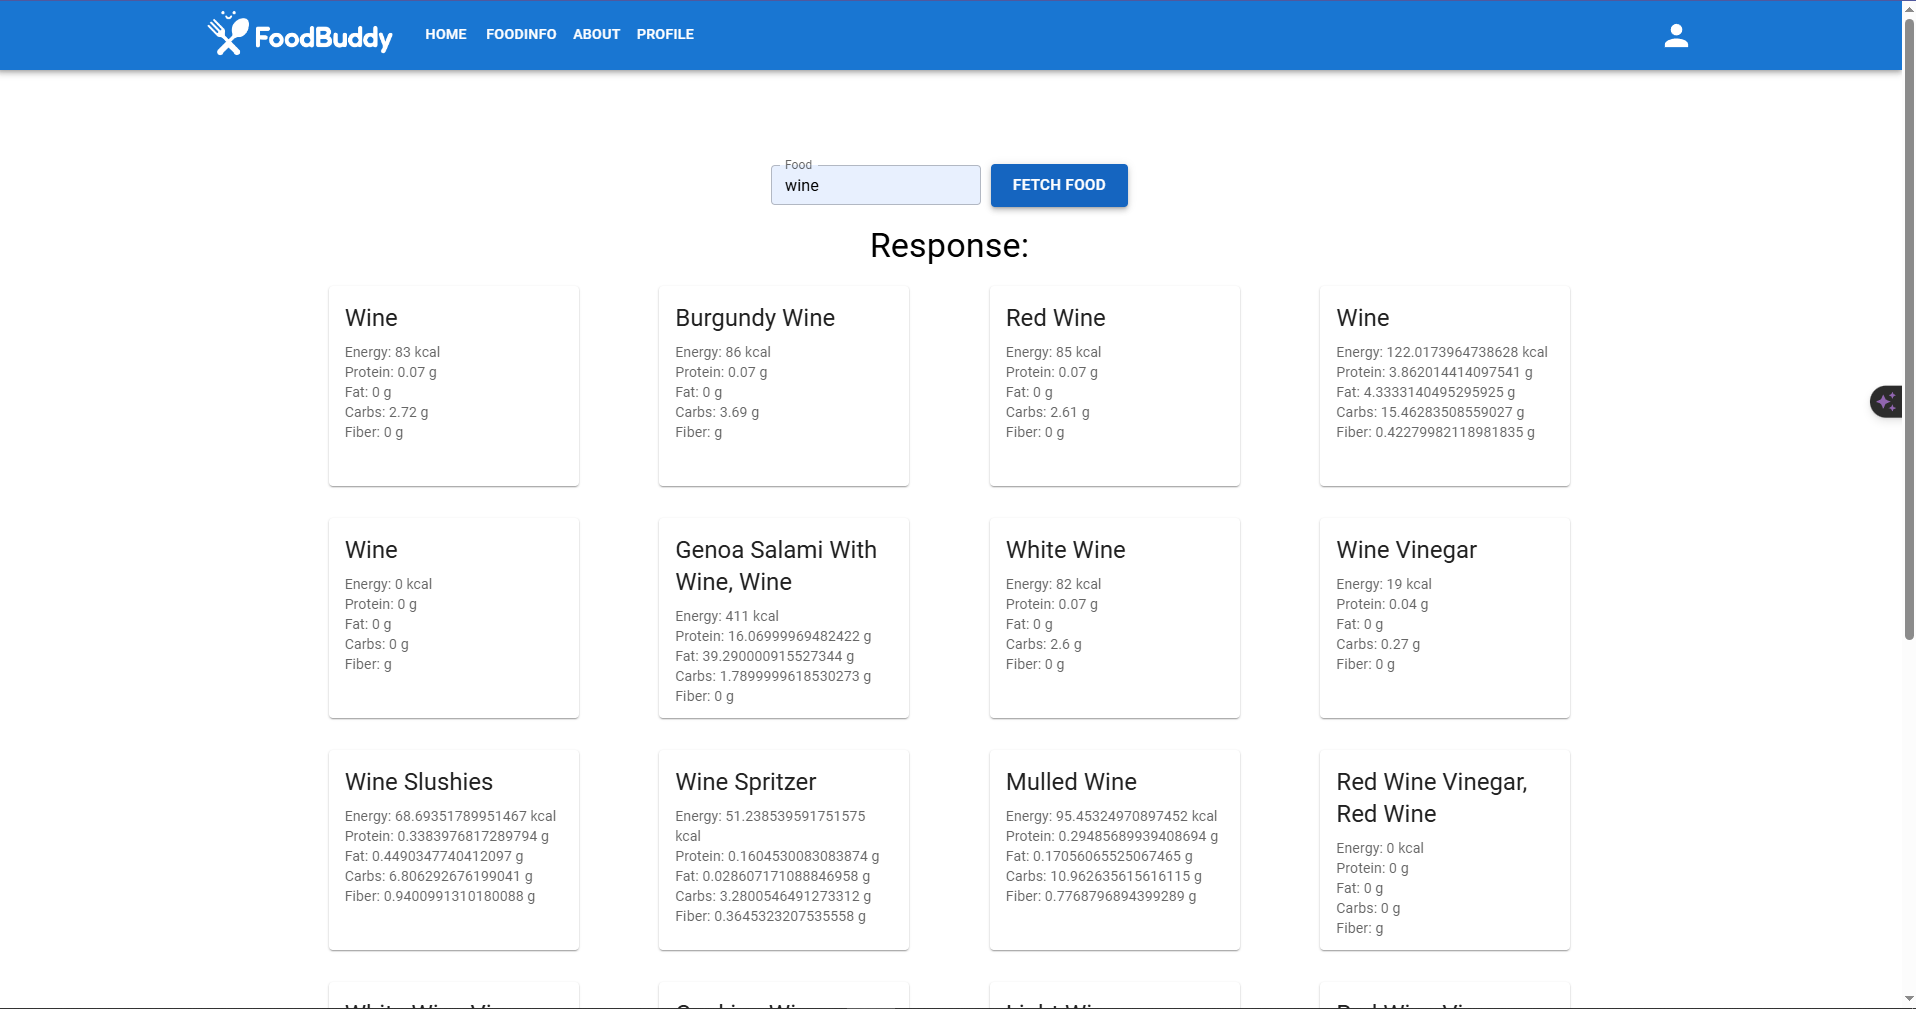 FoodBuddy
HOME FOODINFO ABOUT PROFILE
Food
wine
FETCH FOOD
Response:
Wine
Energy: 83 kcal
Protein: 0.07 g
Fat: 0 g
Carbs: 2.72 g
Fiber: 0 g
Burgundy Wine
Energy: 86 kcal
Protein: 0.07 g
Fat: 0 g
Carbs: 3.69 g
Fiber: g
Red Wine
Energy: 85 kcal
Protein: 0.07 g
Fat: 0 g
Carbs: 2.61 g
Fiber: 0 g
Wine
Energy: 122.0173964738628 kcal
Protein: 3.862014414097541 g
Fat: 4.3333140495295925 g
Carbs: 15.46283508559027 g
Fiber: 0.42279982118981835 g
Wine
Energy: 0 kcal
Protein: 0 g
Fat: 0 g
Carbs: 0 g
Fiber: g
Genoa Salami With
Wine, Wine
Energy: 411 kcal
Protein: 16.06999969482422 g
Fat: 39.290000915527344 g
Carbs: 1.7899999618530273 g
Fiber: 0 g
White Wine
Energy: 82 kcal
Protein: 0.07 g
Fat: 0 g
Carbs: 2.6 g
Fiber: 0 g
Wine Vinegar
Energy: 19 kcal
Protein: 0.04 g
Fat: 0 g
Carbs: 0.27 g
Fiber: 0 g
Wine Slushies
Energy: 68.69351789951467 kcal
Protein: 0.3383976817289794 g
Fat: 0.4490347740412097 g
Carbs: 6.806292676199041 g
Fiber: 0.9400991310180088 g
Wine Spritzer
Energy: 51.238539591751575
kcal
Protein: 0.1604530083083874 g
Fat: 0.028607171088846958 g
Carbs: 3.2800546491273312 g
Fiber: 0.3645323207535558 g
Mulled Wine
Energy: 95.45324970897452 kcal
Protein: 0.29485689939408694 g
Fat: 0.17056065525067465 g
Carbs: 10.962635615616115 g
Fiber: 0.7768796894399289 g
Red Wine Vinegar,
Red Wine
Energy: 0 kcal
Protein: 0 g
Fat: 0 g
Carbs: 0 g
Fiber: g